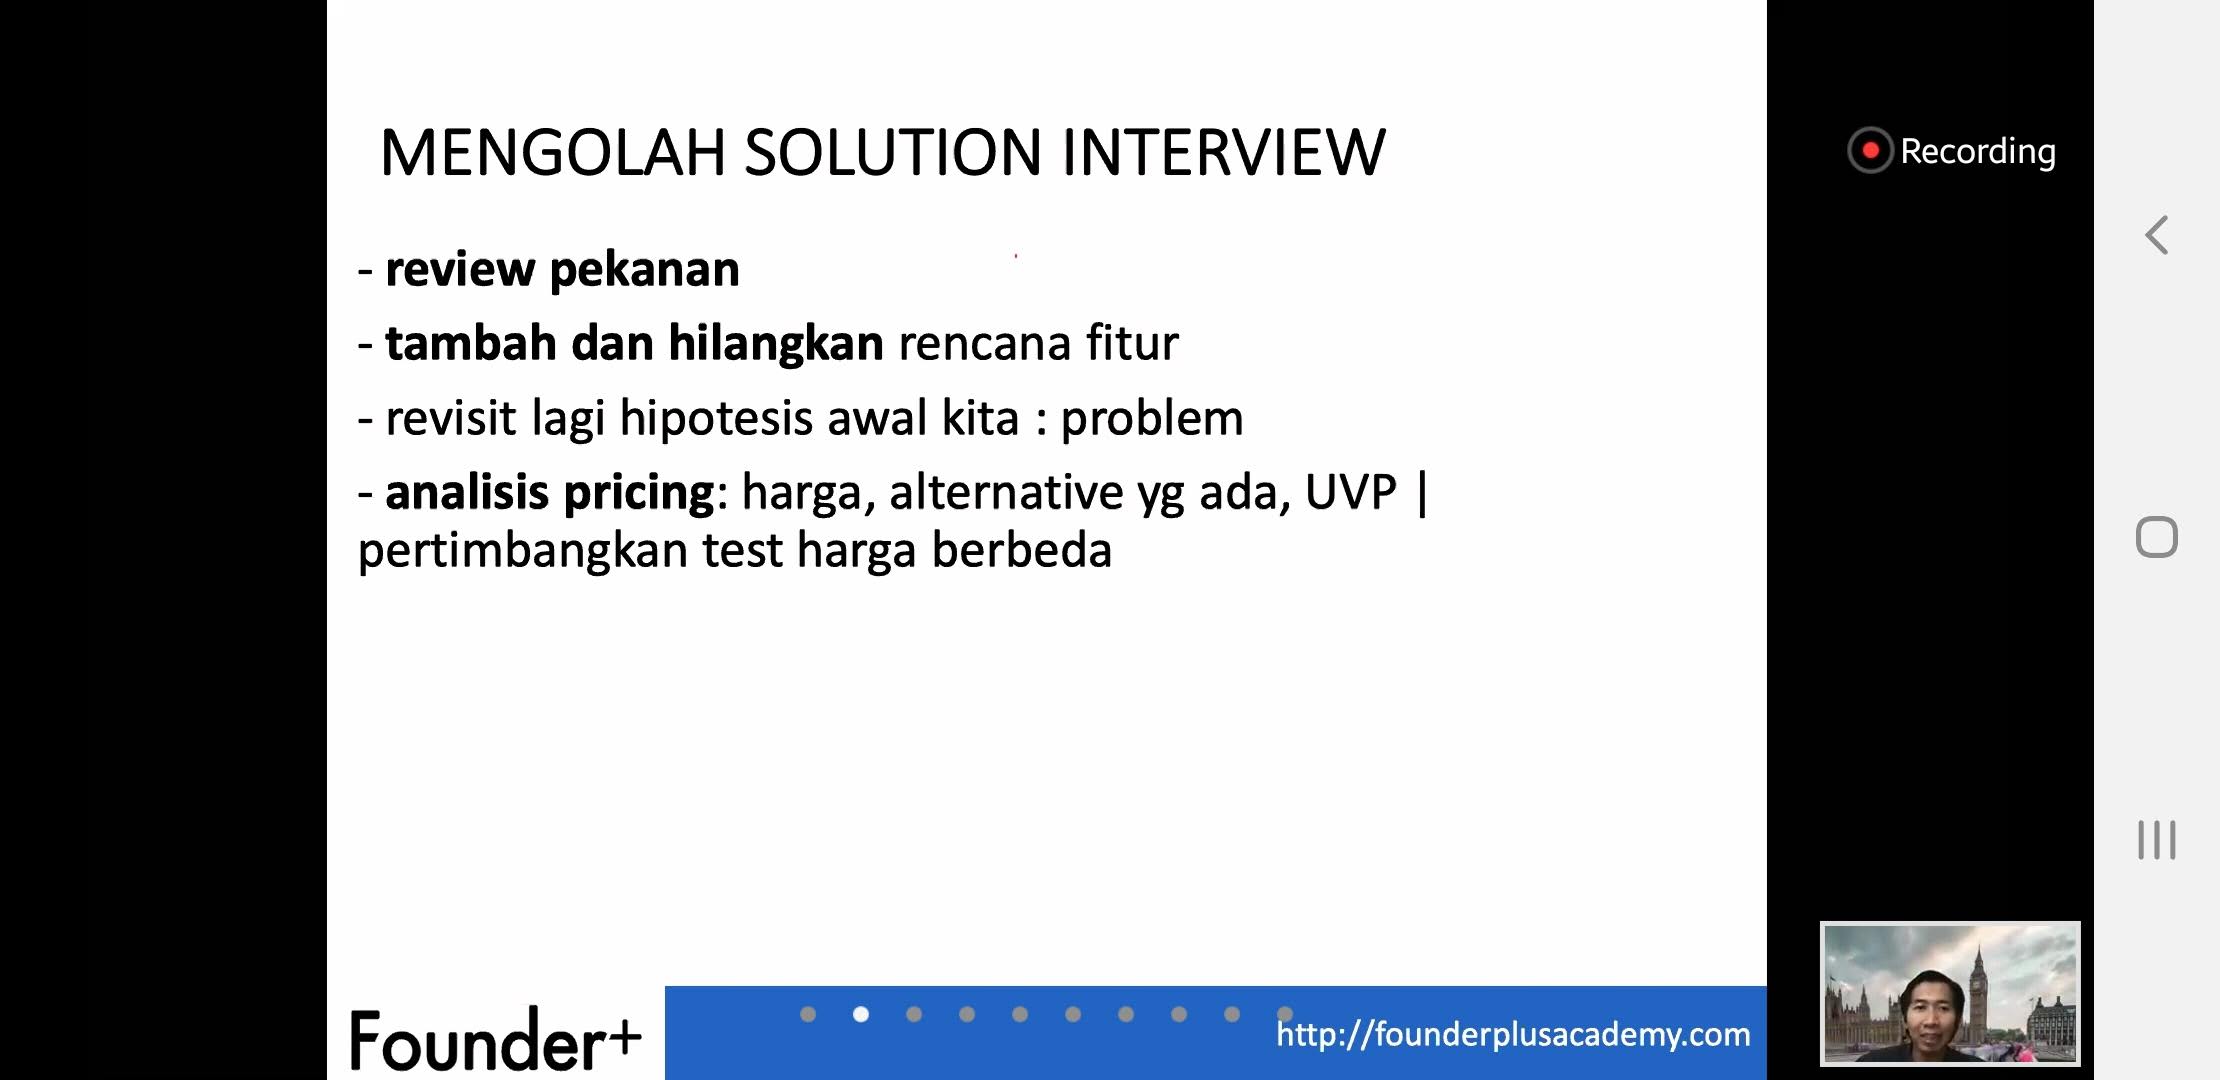 MENGOLAH SOLUTION INTERVIEW
Recording
- review pekanan
- tambah dan hilangkan rencana fitur
- revisit lagi hipotesis awal kita : problem
- analisis pricing: harga, alternative yg ada, UVP |
pertimbangkan test harga berbeda
Founder+
http://founderplusacademy.com